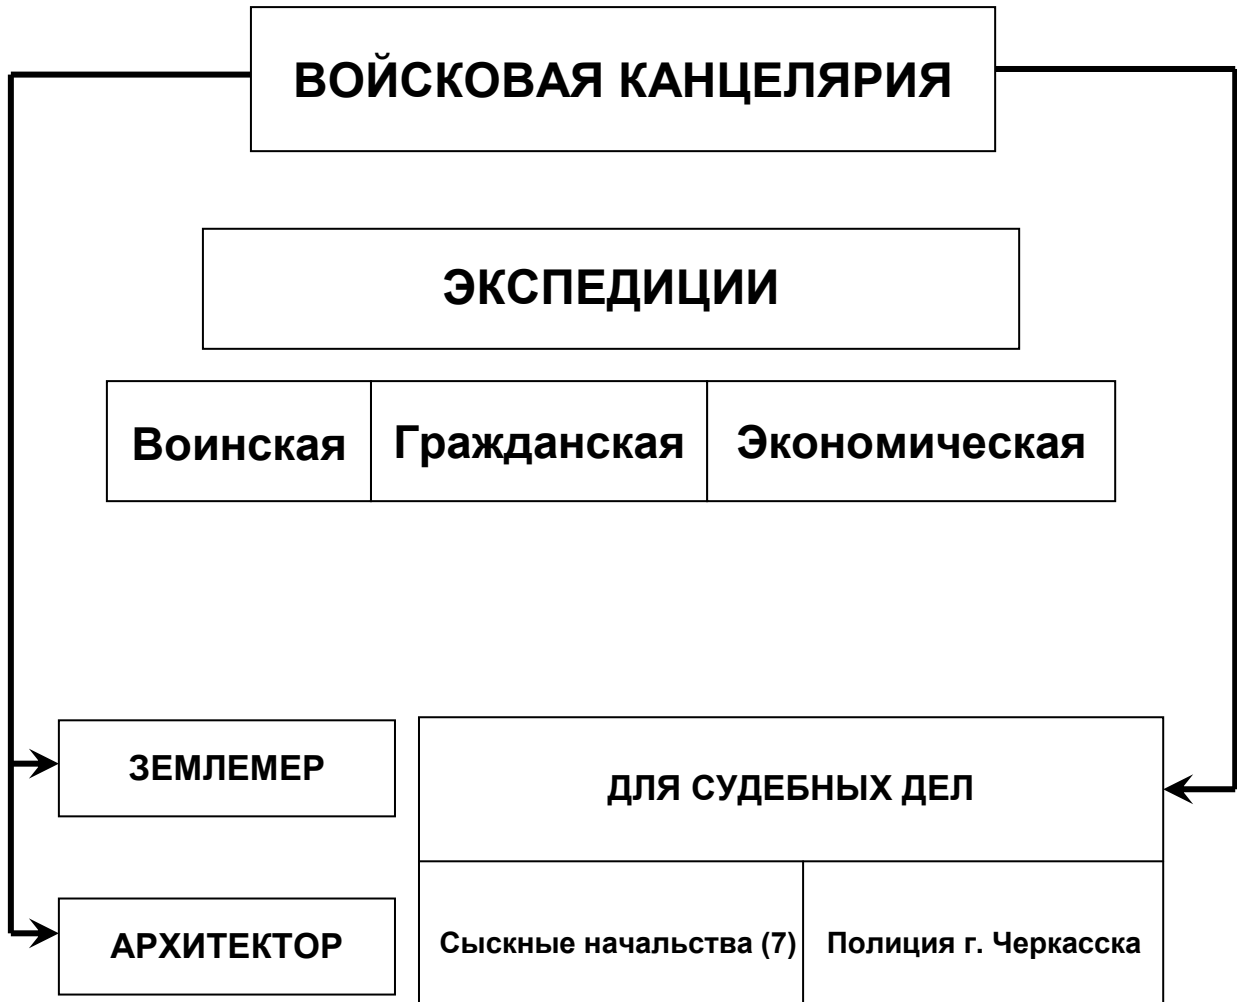 ВОЙСКОВАЯ КАНЦЕЛЯРИЯ
ЭКСПЕДИЦИИ
Воинская
Гражданская
Экономическая
ЗЕМЛЕМЕР
ДЛЯ СУДЕБНЫХ ДЕЛ
АРХИТЕКТОР
Сыскные начальства (7)
Полиция г. Черкасска